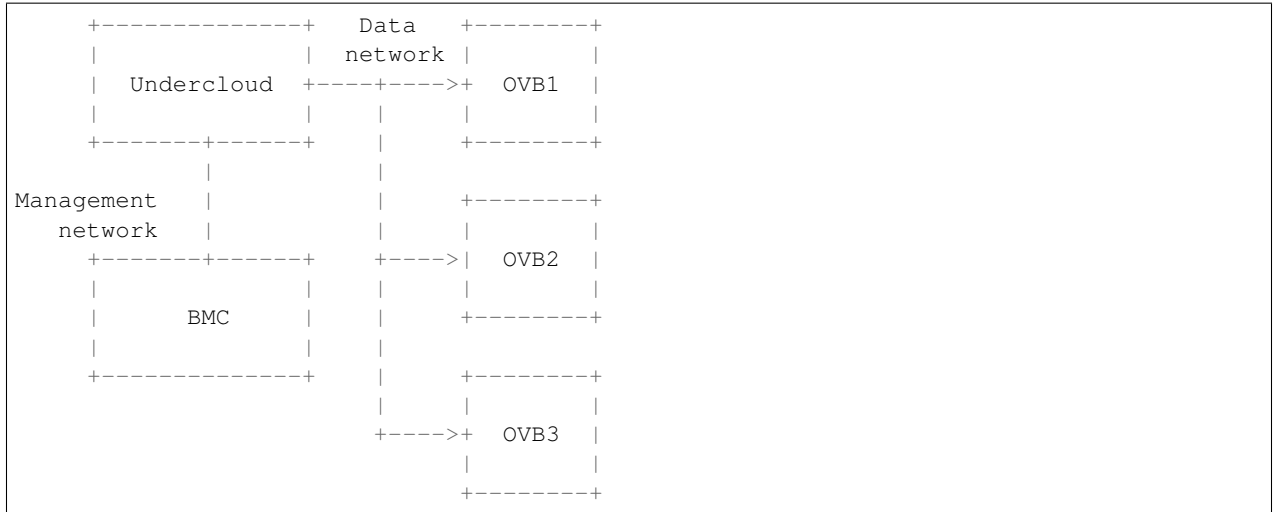 +--------------+ Data +--------+
| | network | |
| Undercloud +----+---->+ OVB1 |
| | | | |
+-------+------+ | +--------+
| |
Management | | +--------+
network | | | |
+-------+------+ +---->| OVB2 |
| | | | |
| BMC | | +--------+
| | |
+--------------+ | +--------+
| | |
+---->+ OVB3 |
| |
+--------+